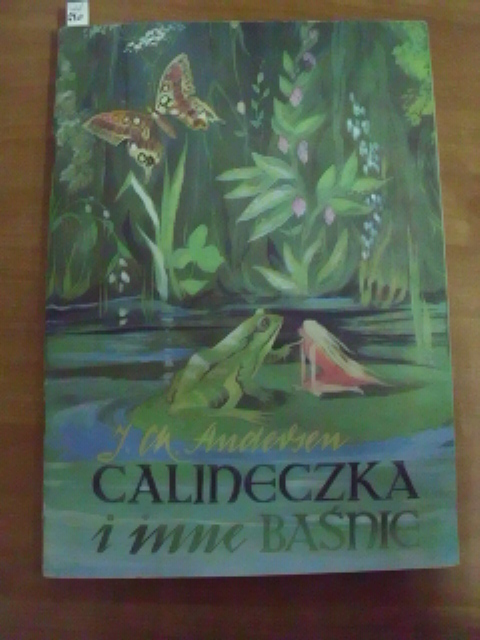 J. Ch. Andersen
CALINECZKA
i inne BAŚNIE